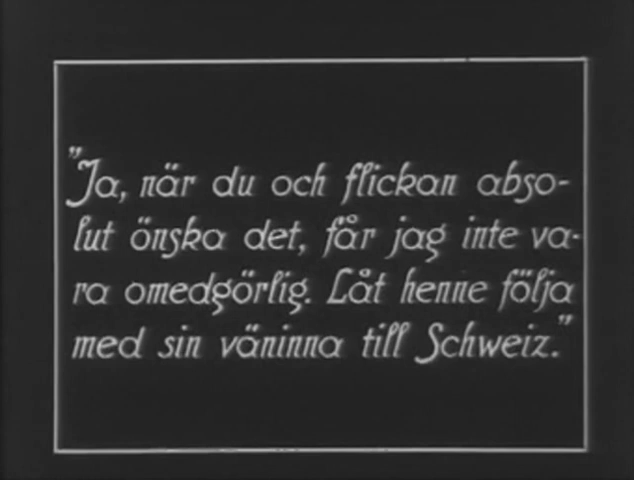 "Ja, när du och flickan abso-
lut önska det, får jag inte va-
ra omedgörlig. Låt henne följa
med sin väninna till Schweiz."